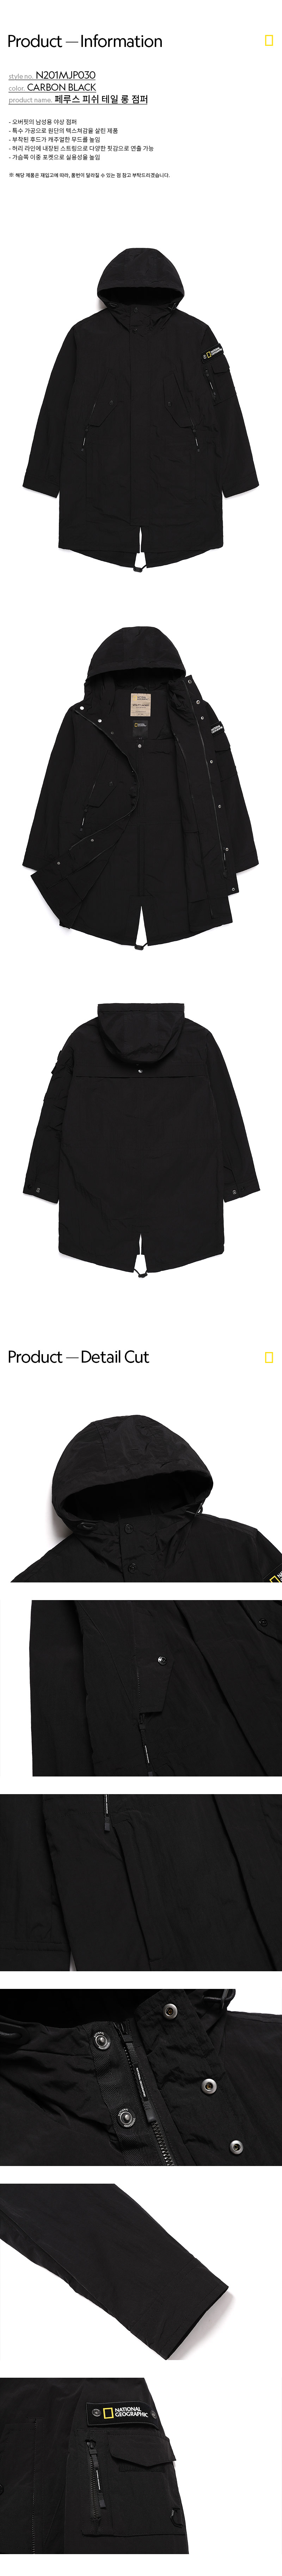 Product — Information
style no. N201MJP030
color. CARBON BLACK
product name. 페루스 피쉬 테일 롱 점퍼
- 오버핏의 남성용 야상 점퍼
- 특수 가공으로 원단의 텍스쳐감을 살린 제품
- 부착된 후드가 캐주얼한 무드를 높임
- 허리 라인에 내장된 스트링으로 다양한 핏감으로 연출 가능
- 가슴쪽 이중 포켓으로 실용성을 높임
※ 해당 제품은 재입고에 따라, 품번이 달라질 수 있는 점 참고 부탁드리겠습니다.
Product — Detail Cut
NATIONAL
GEOGRAPHIC